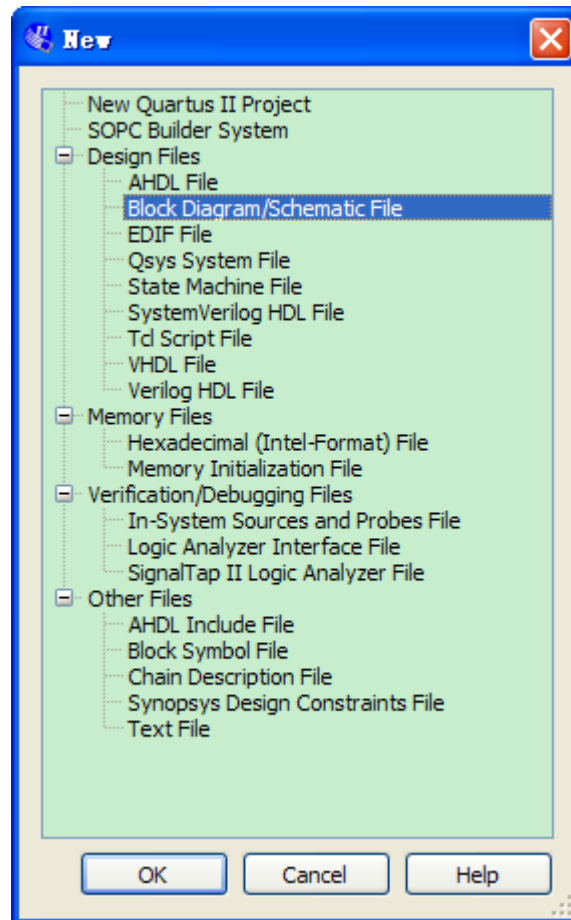 New
New Quartus II Project
SOPC Builder System
Design Files
AHDL File
Block Diagram/Schematic File
EDIF File
Qsys System File
State Machine File
SystemVerilog HDL File
Tcl Script File
VHDL File
Verilog HDL File
Memory Files
Hexadecimal (Intel-Format) File
Memory Initialization File
Verification/Debugging Files
In-System Sources and Probes File
Logic Analyzer Interface File
SignalTap II Logic Analyzer File
Other Files
AHDL Include File
Block Symbol File
Chain Description File
Synopsys Design Constraints File
Text File
OK Cancel Help